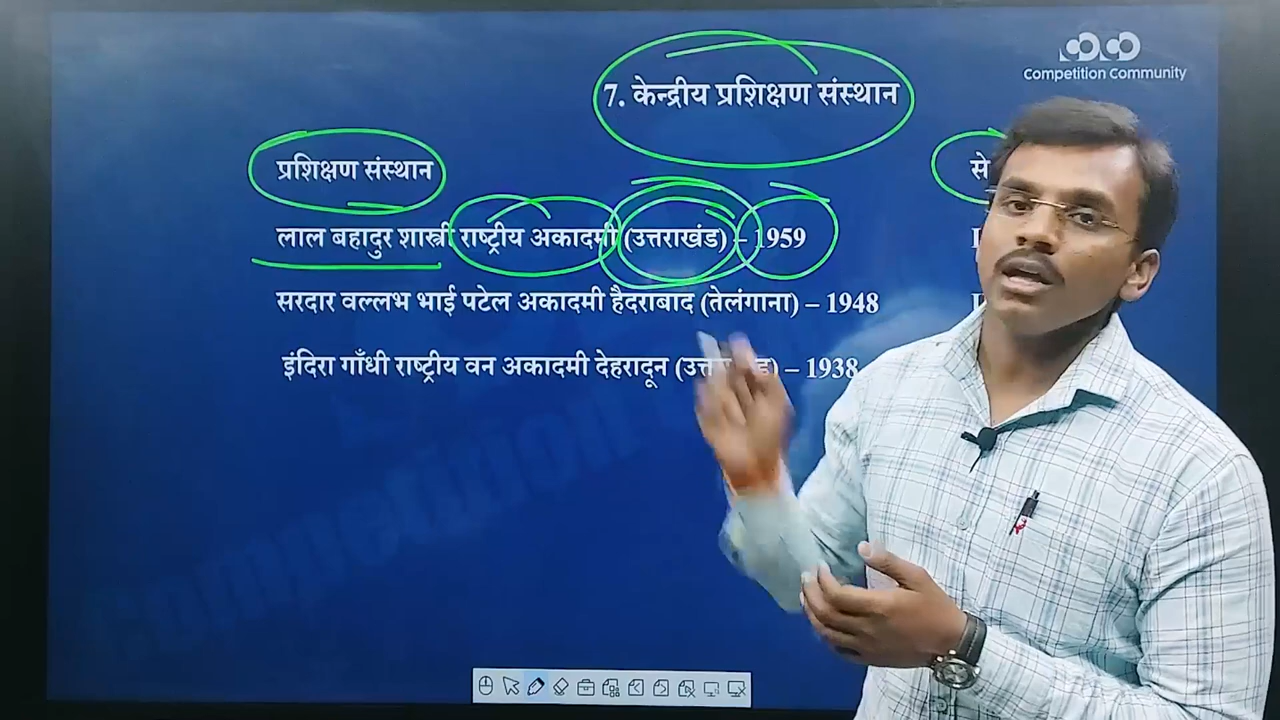 Competition Community
7. केन्द्रीय प्रशिक्षण संस्थान
प्रशिक्षण संस्थान से
लाल बहादुर शास्त्री राष्ट्रीय अकादमी (उत्तराखंड) – 1959
सरदार वल्लभ भाई पटेल अकादमी हैदराबाद (तेलंगाना) – 1948
इंदिरा गाँधी राष्ट्रीय वन अकादमी देहरादून – 1938